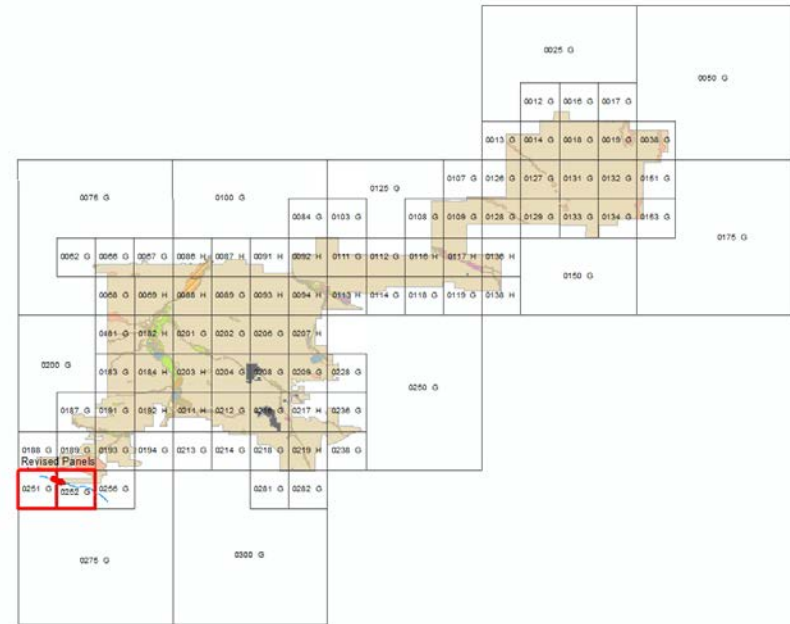 0025 G
0050 G
0012 G 0016 G 0017 G
0013 G 0014 G 0018 G 0019 G 0038 G
0076 G 0100 G 0125 G 0107 G 0126 G 0127 G 0131 G 0132 G 0151 G
0084 G 0103 G 0108 G 0109 G 0128 G 0129 G 0133 G 0134 G 0153 G
0175 G
0062 G 0066 G 0067 G 0086 H 0087 H 0091 H 0092 H 0111 G 0112 G 0116 H 0117 H 0136 H
0150 G
0068 G 0069 H 0088 H 0089 G 0093 H 0094 H 0113 H 0114 G 0118 G 0119 G 0138 H
0481 G 0182 H 0201 G 0202 G 0206 G 0207 H
0200 G 0183 G 0184 H 0203 H 0204 G 0208 G 0209 G 0228 G 0250 G
0187 G 0191 G 0192 H 0211 H 0212 G G 0217 H 0236 G
0188 G 0189 G 0193 G 0194 G 0213 G 0214 G 0218 G 0219 H 0238 G
Revised Panels
0251 G 0252 G 0256 G 0281 G 0282 G
0275 G 0300 G